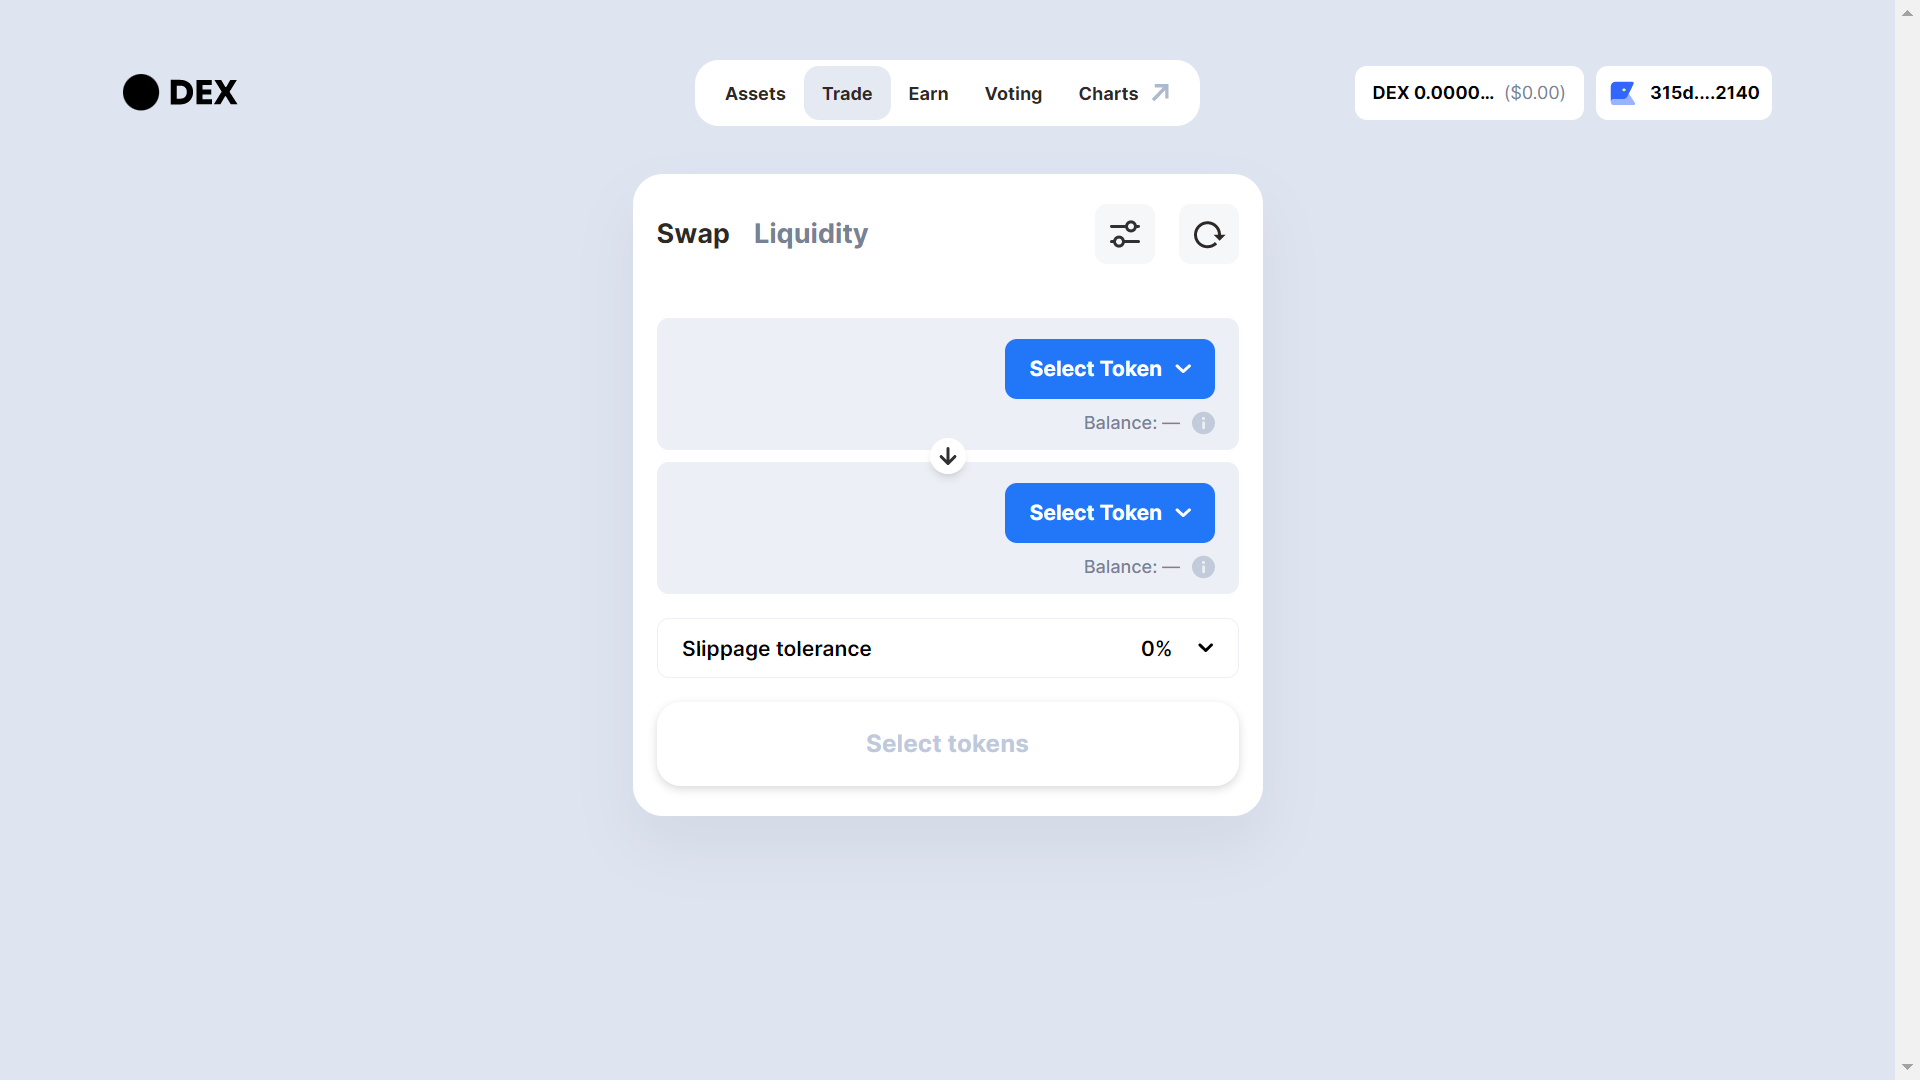 DEX
Assets Trade Earn Voting Charts
DEX 0.0000... ($0.00)
315d....2140
Swap Liquidity
Select Token
Balance: —
Select Token
Balance: —
Slippage tolerance 0%
Select tokens